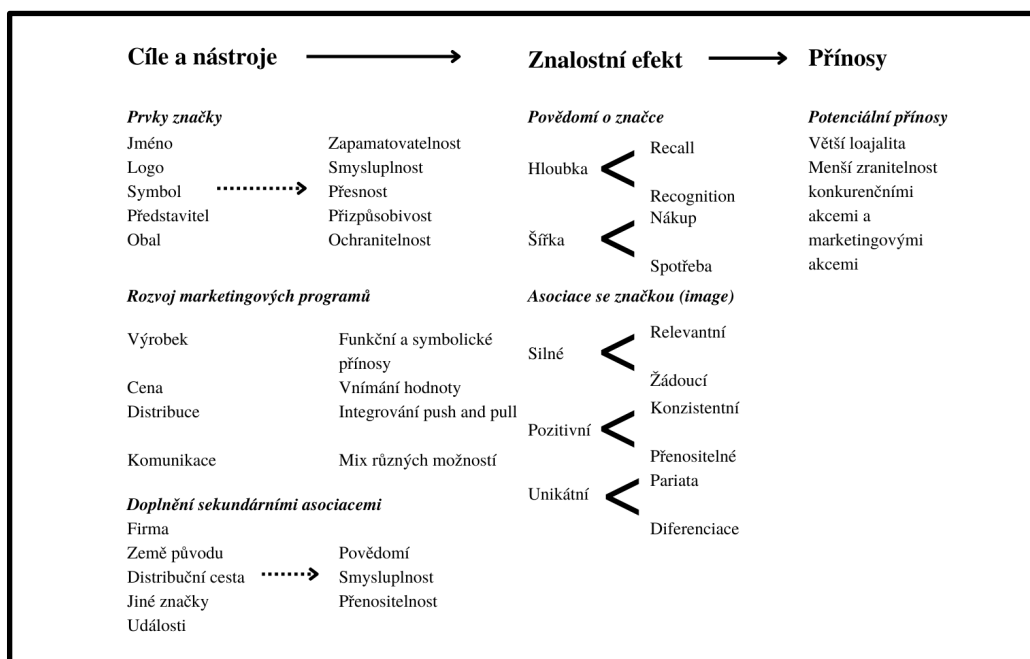 Cíle a nástroje
Znalostní efekt
Přínosy
Prvky značky
Jméno
Logo
Symbol
Představitel
Obal
Zapamatovatelnost
Smysluplnost
Přesnost
Přizpůsobivost
Ochranitelnost
Rozvoj marketingových programů
Výrobek
Funkční a symbolické
přínosy
Cena
Vnímání hodnoty
Distribuce
Integrování push and pull
Komunikace
Mix různých možností
Doplnění sekundárními asociacemi
Firma
Země původu
Distribuční cesta
Jiné značky
Události
Povědomí
Smysluplnost
Přenositelnost
Povědomí o značce
Hloubka
Recall
Recognition
Šířka
Nákup
Spotřeba
Asociace se značkou (image)
Silné
Relevantní
Žádoucí
Pozitivní
Konzistentní
Přenositelné
Unikátní
Pariata
Diferenciace
Potenciální přínosy
Větší loajalita
Menší zranitelnost
konkurenčními
akcemi a
marketingovými
akcemi